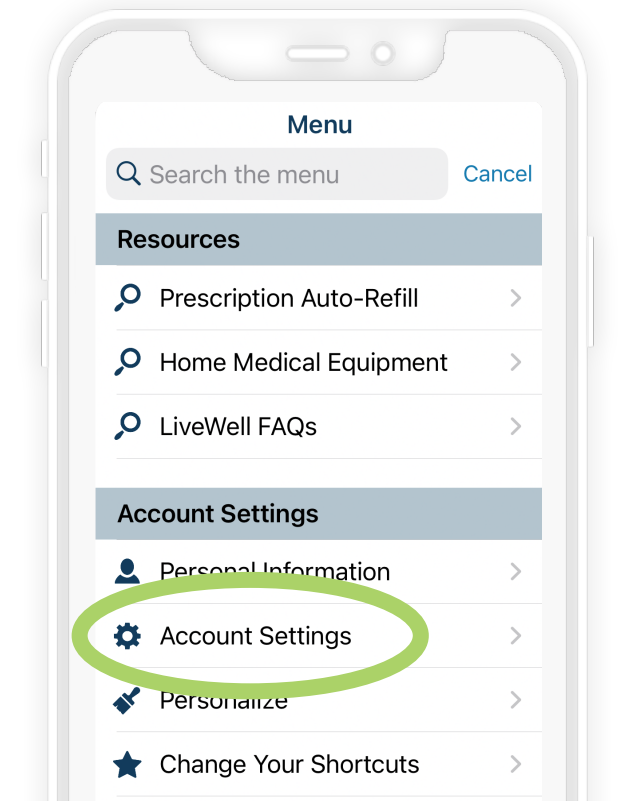 Menu
Search the menu
Cancel
Resources
Prescription Auto-Refill
Home Medical Equipment
LiveWell FAQs
Account Settings
Personal Information
Account Settings
Personalize
Change Your Shortcuts